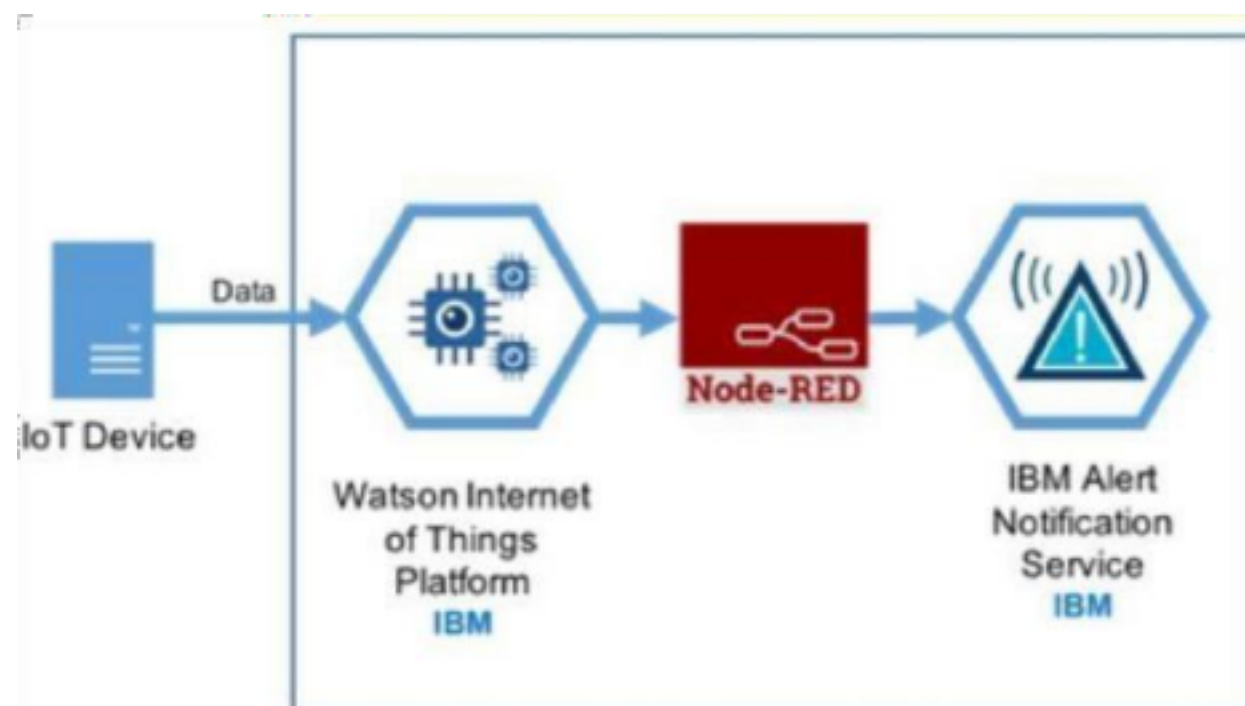 Data
IoT Device
Watson Internet
of Things
Platform
IBM
Node-RED
IBM Alert
Notification
Service
IBM